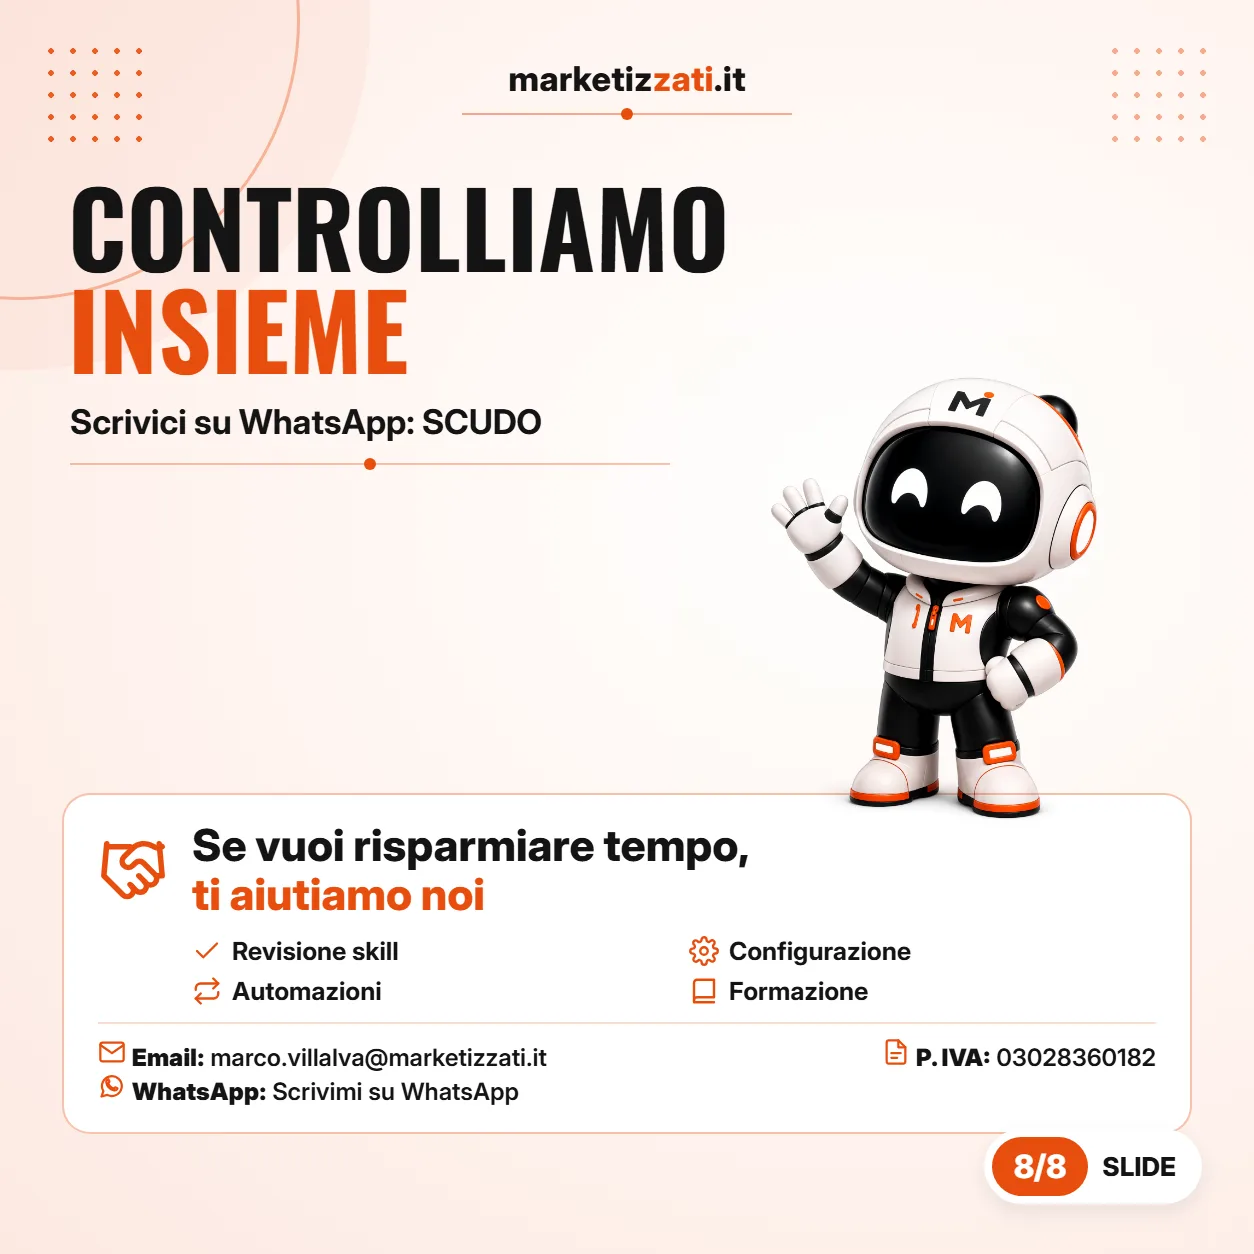 marketizzati.it
CONTROLLIAMO
INSIEME
Scrivici su WhatsApp: SCUDO
M
M
Se vuoi risparmiare tempo,
ti aiutiamo noi
Revisione skill
Configurazione
Automazioni
Formazione
Email: marco.villalva@marketizzati.it
P.IVA: 03028360182
WhatsApp: Scrivimi su WhatsApp
8/8 SLIDE